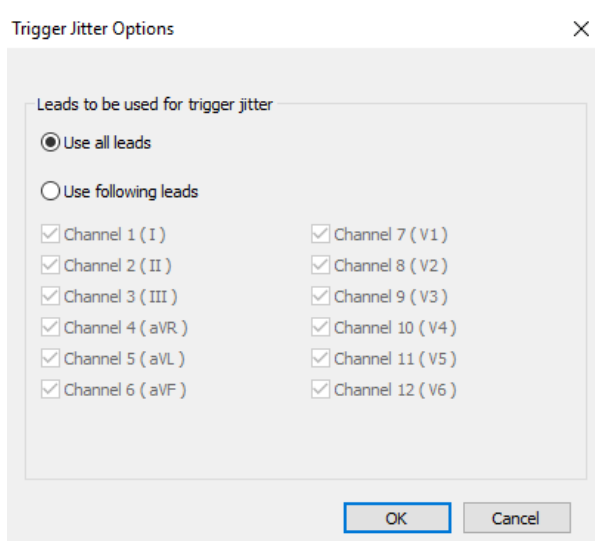 Trigger Jitter Options
Leads to be used for trigger jitter
Use all leads
Use following leads
Channel 1 ( I )
Channel 2 ( II )
Channel 3 ( III )
Channel 4 ( aVR )
Channel 5 ( aVL )
Channel 6 ( aVF )
Channel 7 ( V1 )
Channel 8 ( V2 )
Channel 9 ( V3 )
Channel 10 ( V4 )
Channel 11 ( V5 )
Channel 12 ( V6 )
OK
Cancel